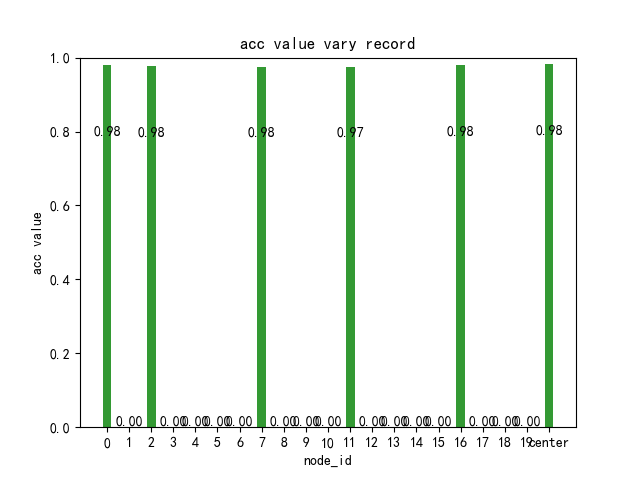 acc value vary record
1.0
0.8
0.6
0.4
0.2
0.0
acc value
0.98 0.98 0.98 0.97 0.98 0.98
0.00 0.00 0.00 0.00 0.00 0.00 0.00 0.00 0.00 0.00 0.00 0.00 0.00 0.00 0.00
0 1 2 3 4 5 6 7 8 9 10 11 12 13 14 15 16 17 18 19 center
node_id